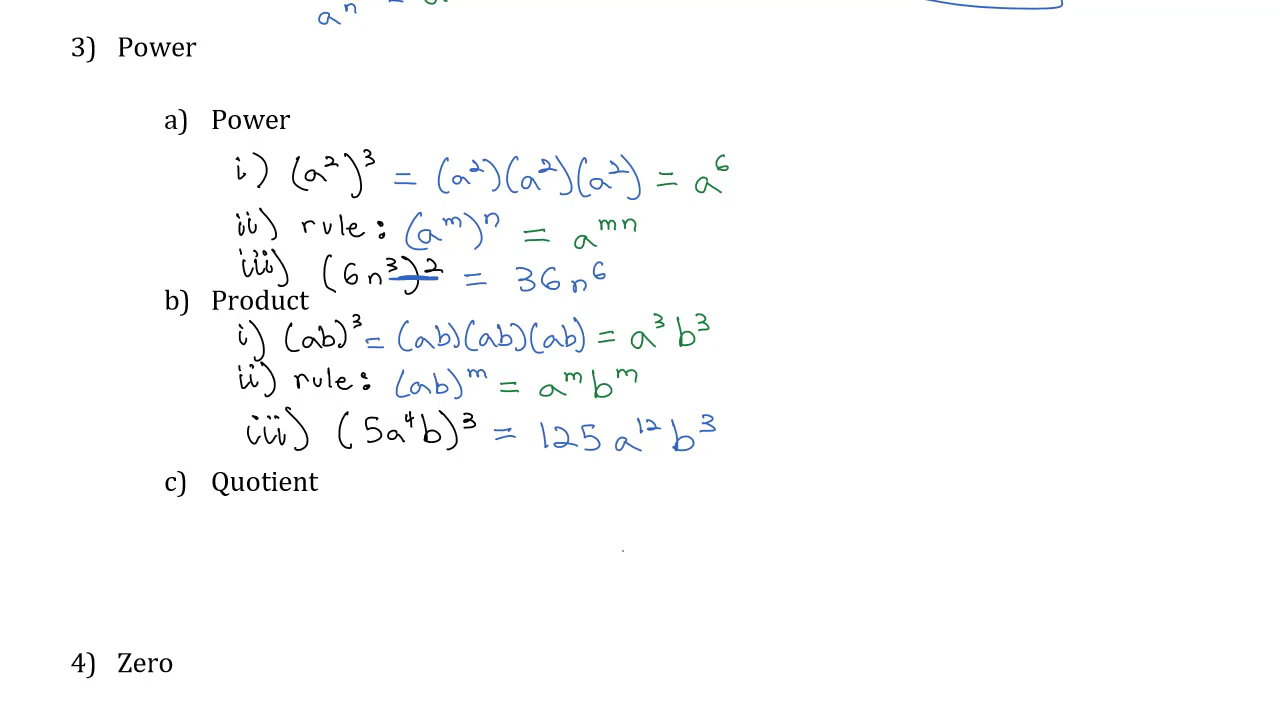 aⁿ
3) Power
a) Power
i) (a²)³ = (a²)(a²)(a²) = a⁶
ii) rule: (aᵐ)ⁿ = aᵐⁿ
iii) (6n³)² = 36n⁶
b) Product
i) (ab)³ = (ab)(ab)(ab) = a³b³
ii) rule: (ab)ᵐ = aᵐbᵐ
iii) (5a⁴b)³ = 125a¹²b³
c) Quotient
4) Zero